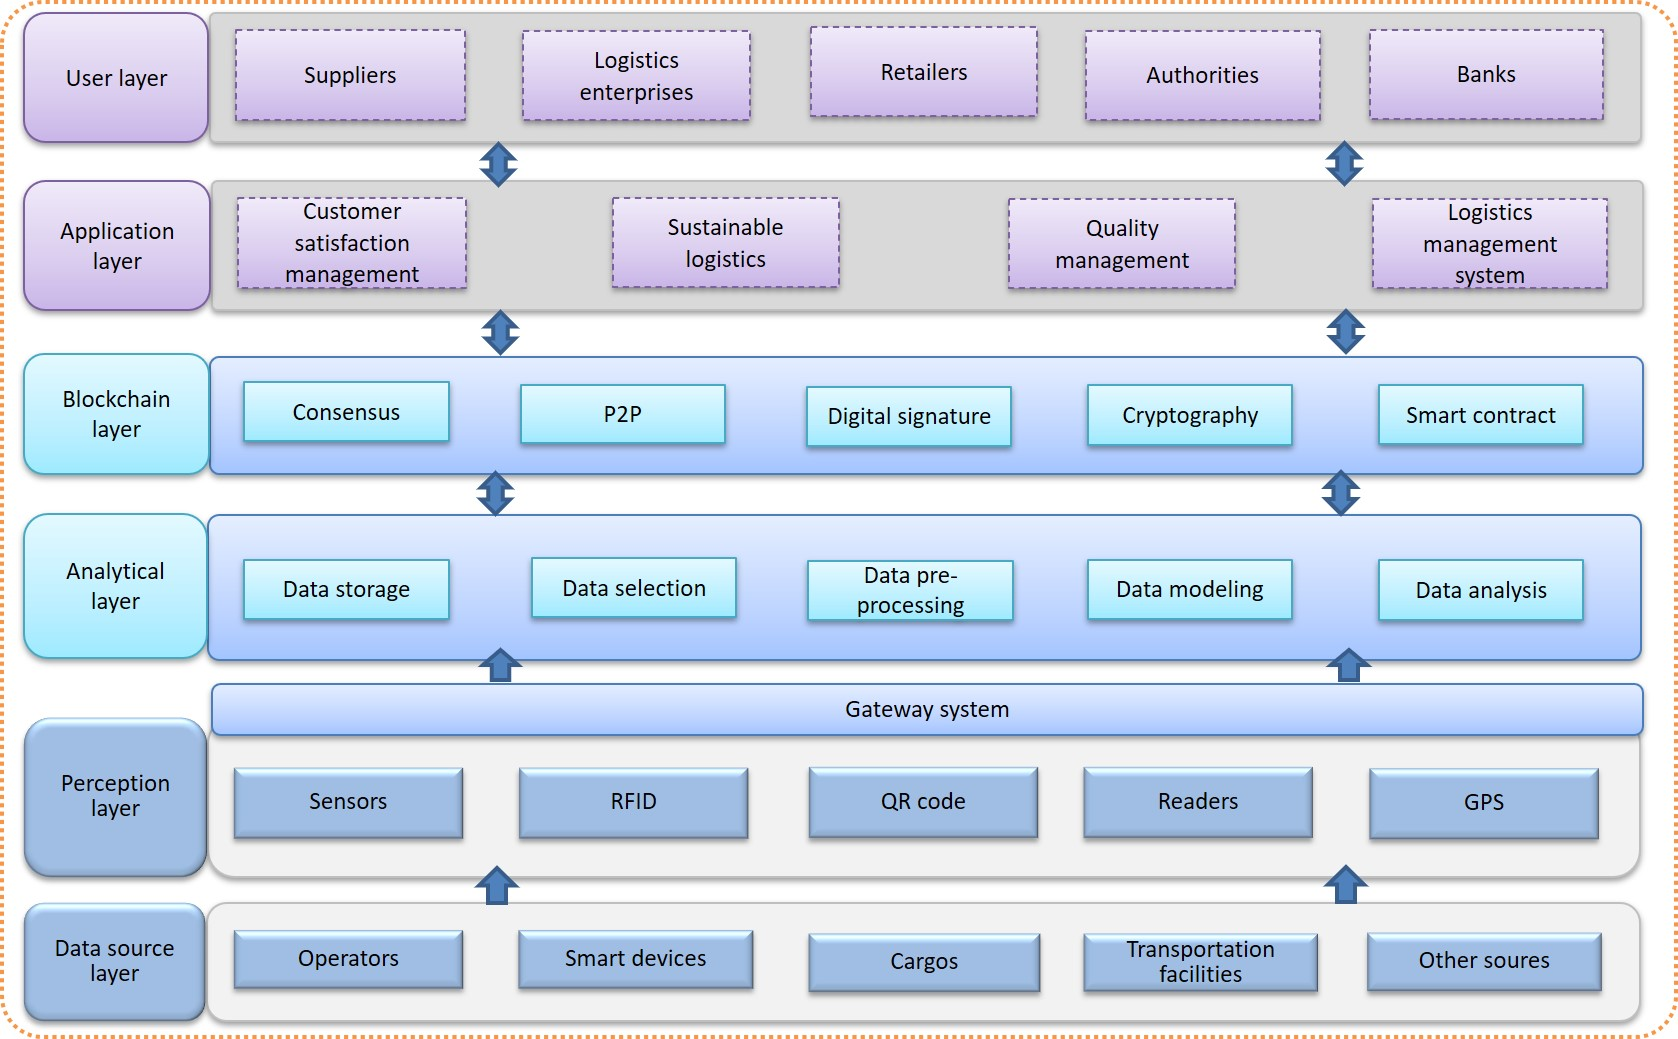 User layer
Suppliers
Logistics
enterprises
Retailers
Authorities
Banks
Application
layer
Customer
satisfaction
management
Sustainable
logistics
Quality
management
Logistics
management
system
Blockchain
layer
Consensus
P2P
Digital signature
Cryptography
Smart contract
Analytical
layer
Data storage
Data selection
Data pre-
processing
Data modeling
Data analysis
Gateway system
Perception
layer
Sensors
RFID
QR code
Readers
GPS
Data source
layer
Operators
Smart devices
Cargos
Transportation
facilities
Other soures